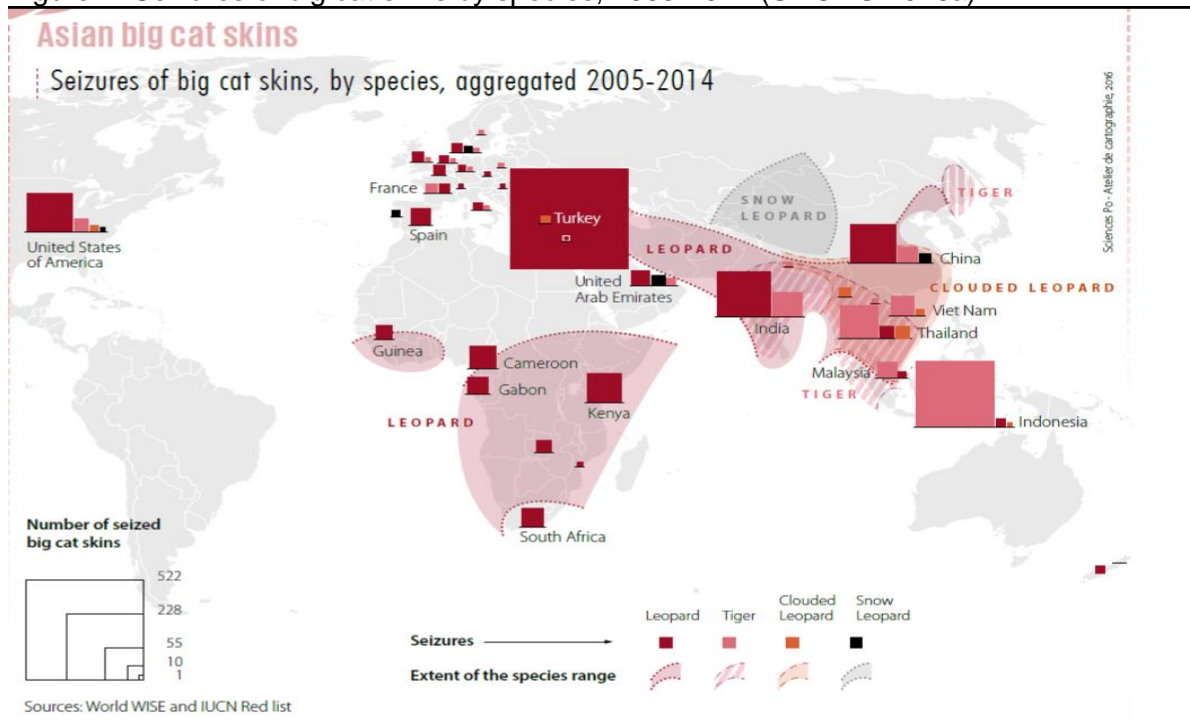 Asian big cat skins
Seizures of big cat skins, by species, aggregated 2005-2014
Sciences Po - Atelier de cartographie, 2016
France
Spain
Turkey
United States
of America
United
Arab Emirates
SNOW
LEOPARD
TIGER
LEOPARD
China
CLOUDED LEOPARD
India
Viet Nam
Thailand
Malaysia
TIGER
Indonesia
Guinea
Cameroon
Gabon
Kenya
LEOPARD
South Africa
Number of seized
big cat skins
522
228
55
10
1
Leopard
Tiger
Clouded
Leopard
Snow
Leopard
Seizures
Extent of the species range
Sources: World WISE and IUCN Red list